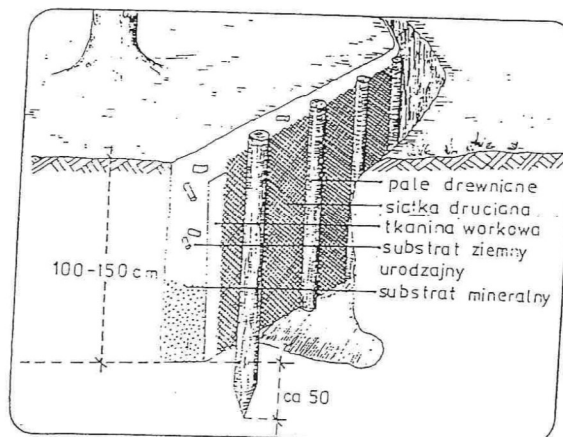 pale drewniane
siatka druciana
tkanina workowa
substrat ziemny
urodzajny
substrat mineralny
100-150 cm
ca 50